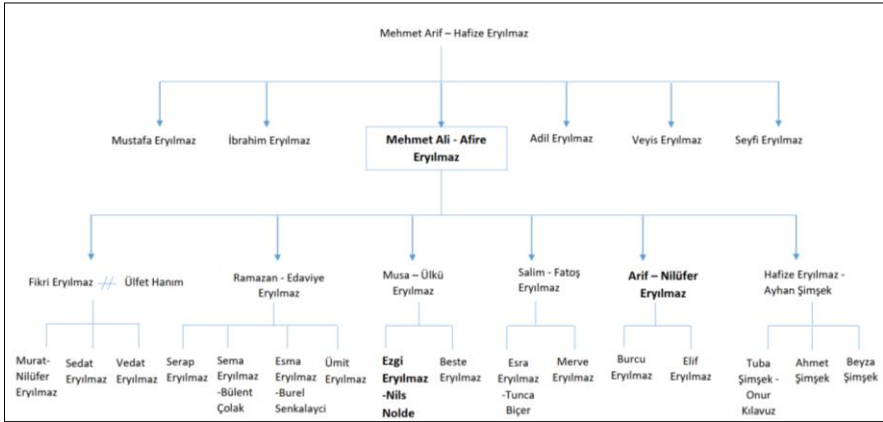 Mehmet Arif – Hafize Eryılmaz
Mustafa Eryılmaz
İbrahim Eryılmaz
Mehmet Ali - Afire
Eryılmaz
Adil Eryılmaz
Veyis Eryılmaz
Seyfi Eryılmaz
Fikri Eryılmaz
Ülfet Hanım
Ramazan - Edaviye
Eryılmaz
Musa – Ülkü
Eryılmaz
Salim - Fatoş
Eryılmaz
Arif – Nilüfer
Eryılmaz
Hafize Eryılmaz -
Ayhan Şimşek
Murat-
Nilüfer
Eryılmaz
Sedat
Eryılmaz
Vedat
Eryılmaz
Serap
Eryılmaz
Sema
Eryılmaz
-Bülent
Çolak
Esma
Eryılmaz
-Burel
Senkalayci
Ümit
Eryılmaz
Ezgi
Eryılmaz
-Nils
Nolde
Beste
Eryılmaz
Esra
Eryılmaz
-Tunca
Biçer
Merve
Eryılmaz
Burcu
Eryılmaz
Elif
Eryılmaz
Tuba
Şimşek -
Onur
Kılavuz
Ahmet
Şimşek
Beyza
Şimşek